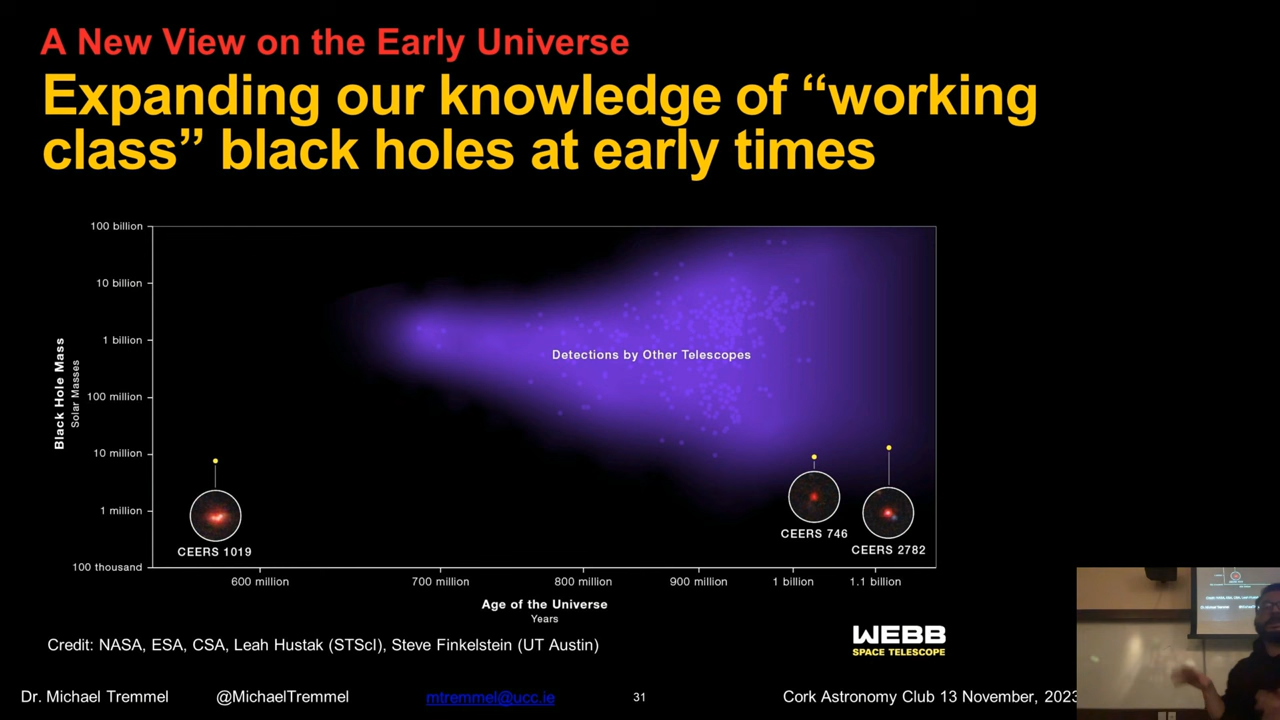 A New View on the Early Universe
Expanding our knowledge of “working
class” black holes at early times
100 billion
10 billion
1 billion
100 million
10 million
1 million
100 thousand
Black Hole Mass
Solar Masses
Detections by Other Telescopes
CEERS 1019
CEERS 746
CEERS 2782
600 million
700 million
800 million
900 million
1 billion
1.1 billion
Age of the Universe
Years
Credit: NASA, ESA, CSA, Leah Hustak (STScI), Steve Finkelstein (UT Austin)
WEBB
SPACE TELESCOPE
Dr. Michael Tremmel @MichaelTremmel mtremmel@ucc.ie 31 Cork Astronomy Club 13 November, 2023